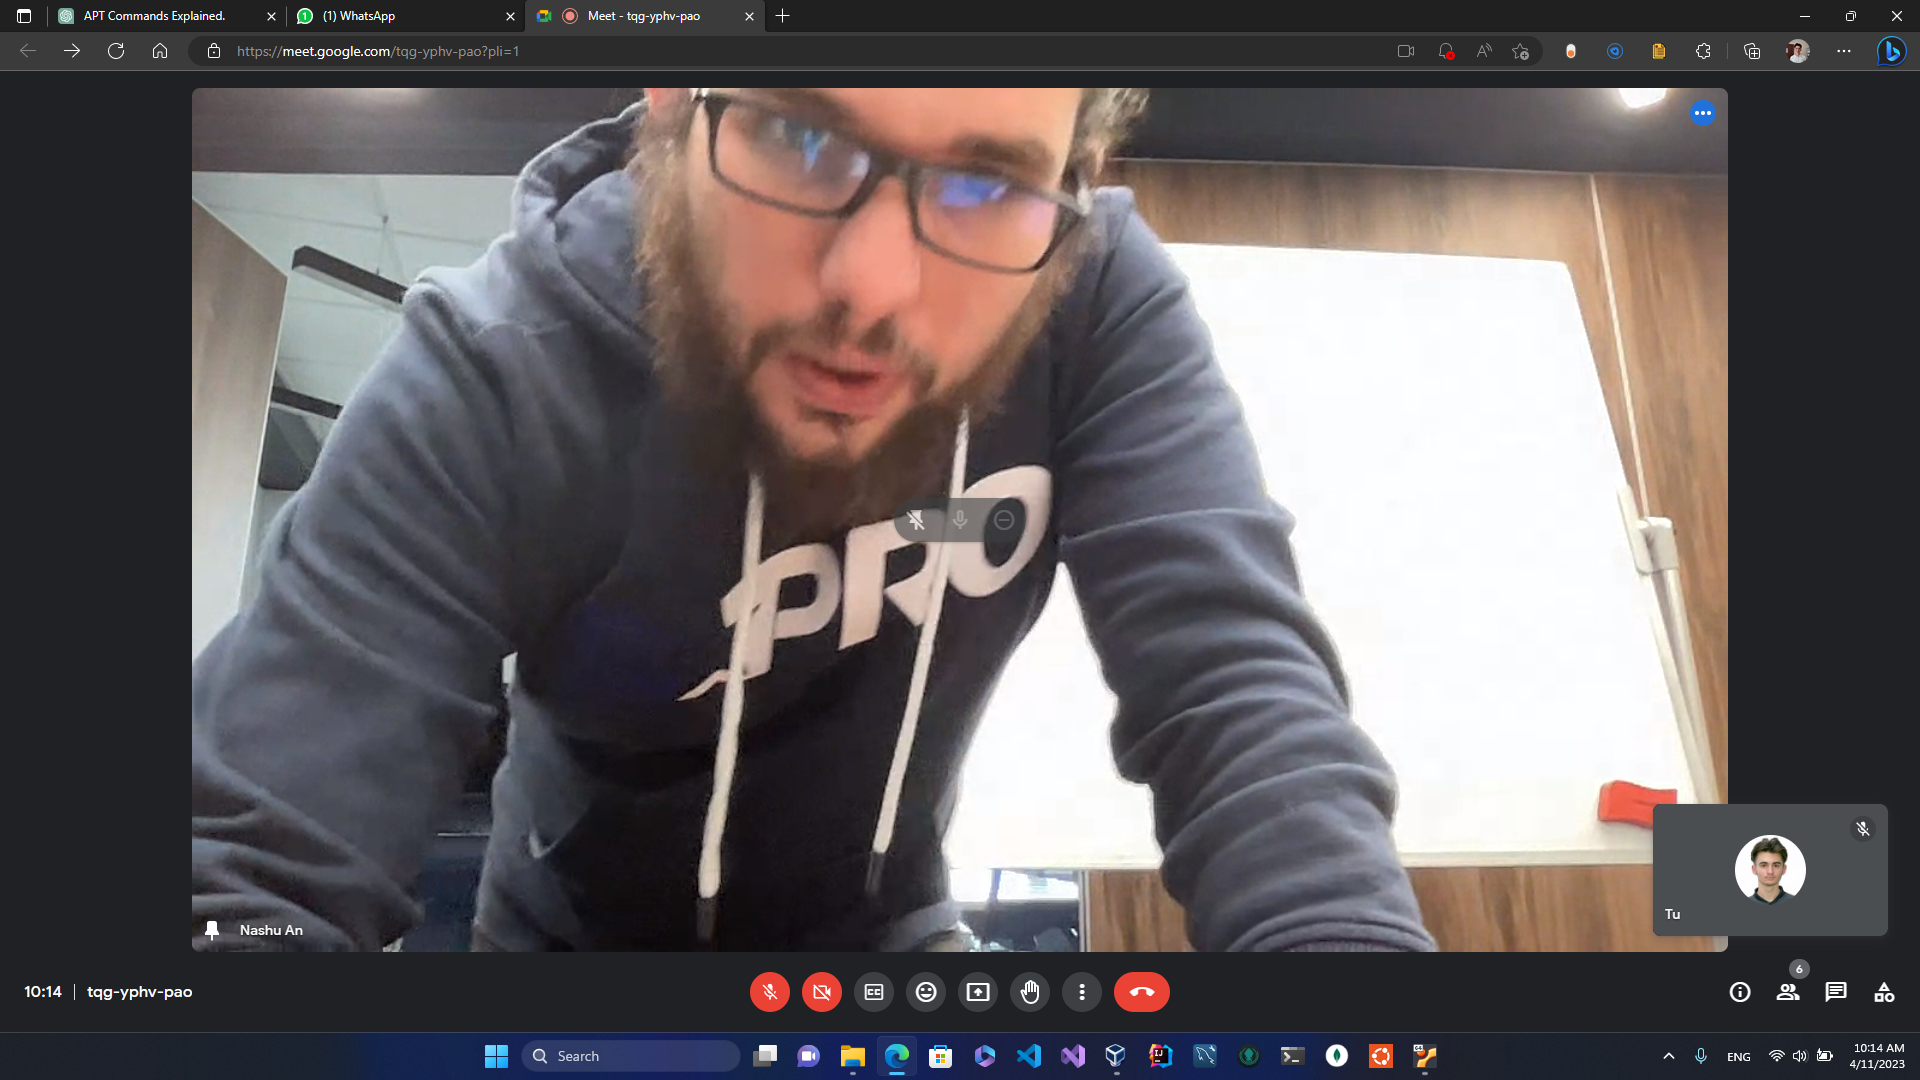 APT Commands Explained.
(1) WhatsApp
Meet - tqg-yphv-pao
https://meet.google.com/tqg-yphv-pao?pli=1
PRO
Nashu An
Tu
10:14 | tqg-yphv-pao
6
Search
ENG
10:14 AM
4/11/2023